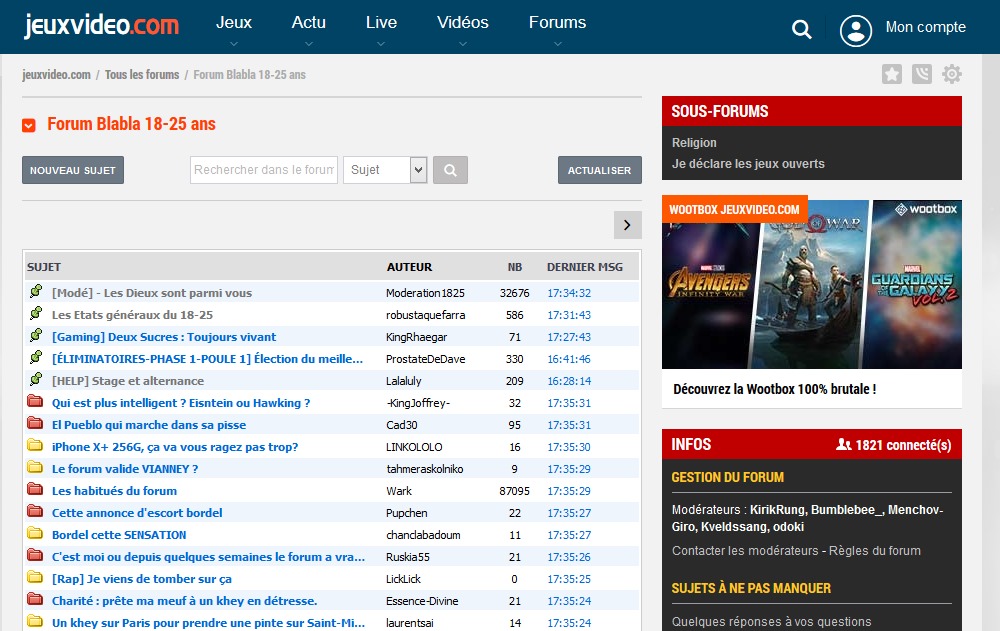 jeuxvideo.com Jeux Actu Live Vidéos Forums Mon compte
jeuxvideo.com / Tous les forums / Forum Blabla 18-25 ans
Forum Blabla 18-25 ans
NOUVEAU SUJET Rechercher dans le forum Sujet ACTUALISER
SUJET AUTEUR NB DERNIER MSG
[Modé] - Les Dieux sont parmi vous Moderation1825 32676 17:34:32
Les Etats généraux du 18-25 robustaquefarra 586 17:31:43
[Gaming] Deux Sucres : Toujours vivant KingRhaegar 71 17:27:43
[ÉLIMINATOIRES-PHASE 1-POULE 1] Élection du meille... ProstateDeDave 330 16:41:46
[HELP] Stage et alternance Lalaluly 209 16:28:14
Qui est plus intelligent ? Eisntein ou Hawking ? -KingJoffrey- 32 17:35:31
El Pueblo qui marche dans sa pisse Cad30 95 17:35:31
iPhone X+ 256G, ça va vous ragez pas trop? LINKOLOLO 16 17:35:30
Le forum valide VIANNEY ? tahmeraskolniko 9 17:35:29
Les habitués du forum Wark 87095 17:35:29
Cette annonce d'escort bordel Pupchen 22 17:35:27
Bordel cette SENSATION chanclabadoum 11 17:35:27
C'est moi ou depuis quelques semaines le forum a vra... Ruskia55 21 17:35:26
[Rap] Je viens de tomber sur ça LickLick 0 17:35:25
Charité : prête ma meuf à un khey en détresse. Essence-Divine 21 17:35:24
Un khey sur Paris pour prendre une pinte sur Saint-Mi... laurentsai 14 17:35:24
SOUS-FORUMS
Religion
Je déclare les jeux ouverts
WOOTBOX JEUXVIDEO.COM
wootbox
GOD OF WAR
MARVEL STUDIOS
AVENGERS
INFINITY WAR
MARVEL
GUARDIANS
OF THE GALAXY
VOL.2
Découvrez la Wootbox 100% brutale !
INFOS 1821 connecté(s)
GESTION DU FORUM
Modérateurs : KirikRung, Bumblebee_, Menchov-
Giro, Kveldssang, odoki
Contacter les modérateurs - Règles du forum
SUJETS À NE PAS MANQUER
Quelques réponses à vos questions